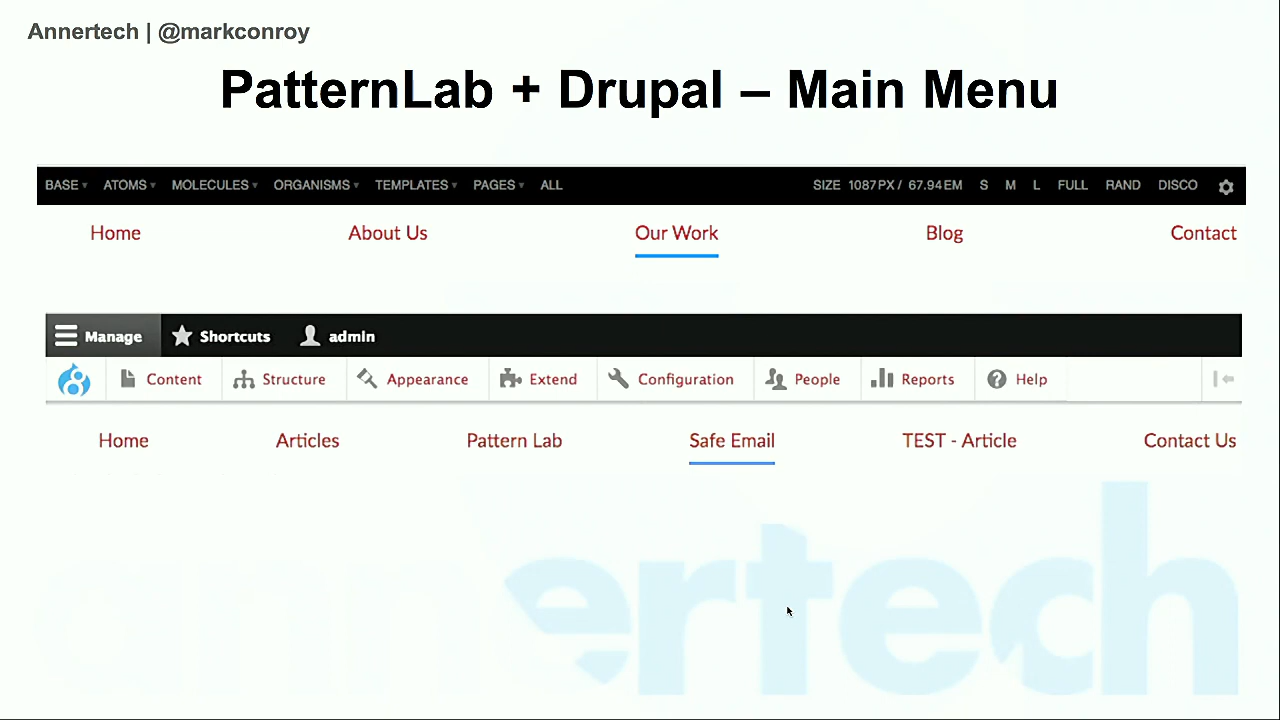 Annertech | @markconroy
PatternLab + Drupal – Main Menu
BASE ATOMS MOLECULES ORGANISMS TEMPLATES PAGES ALL SIZE 1087PX / 67.94EM S M L FULL RAND DISCO
Home About Us Our Work Blog Contact
Manage Shortcuts admin
Content Structure Appearance Extend Configuration People Reports Help
Home Articles Pattern Lab Safe Email TEST - Article Contact Us
annertech